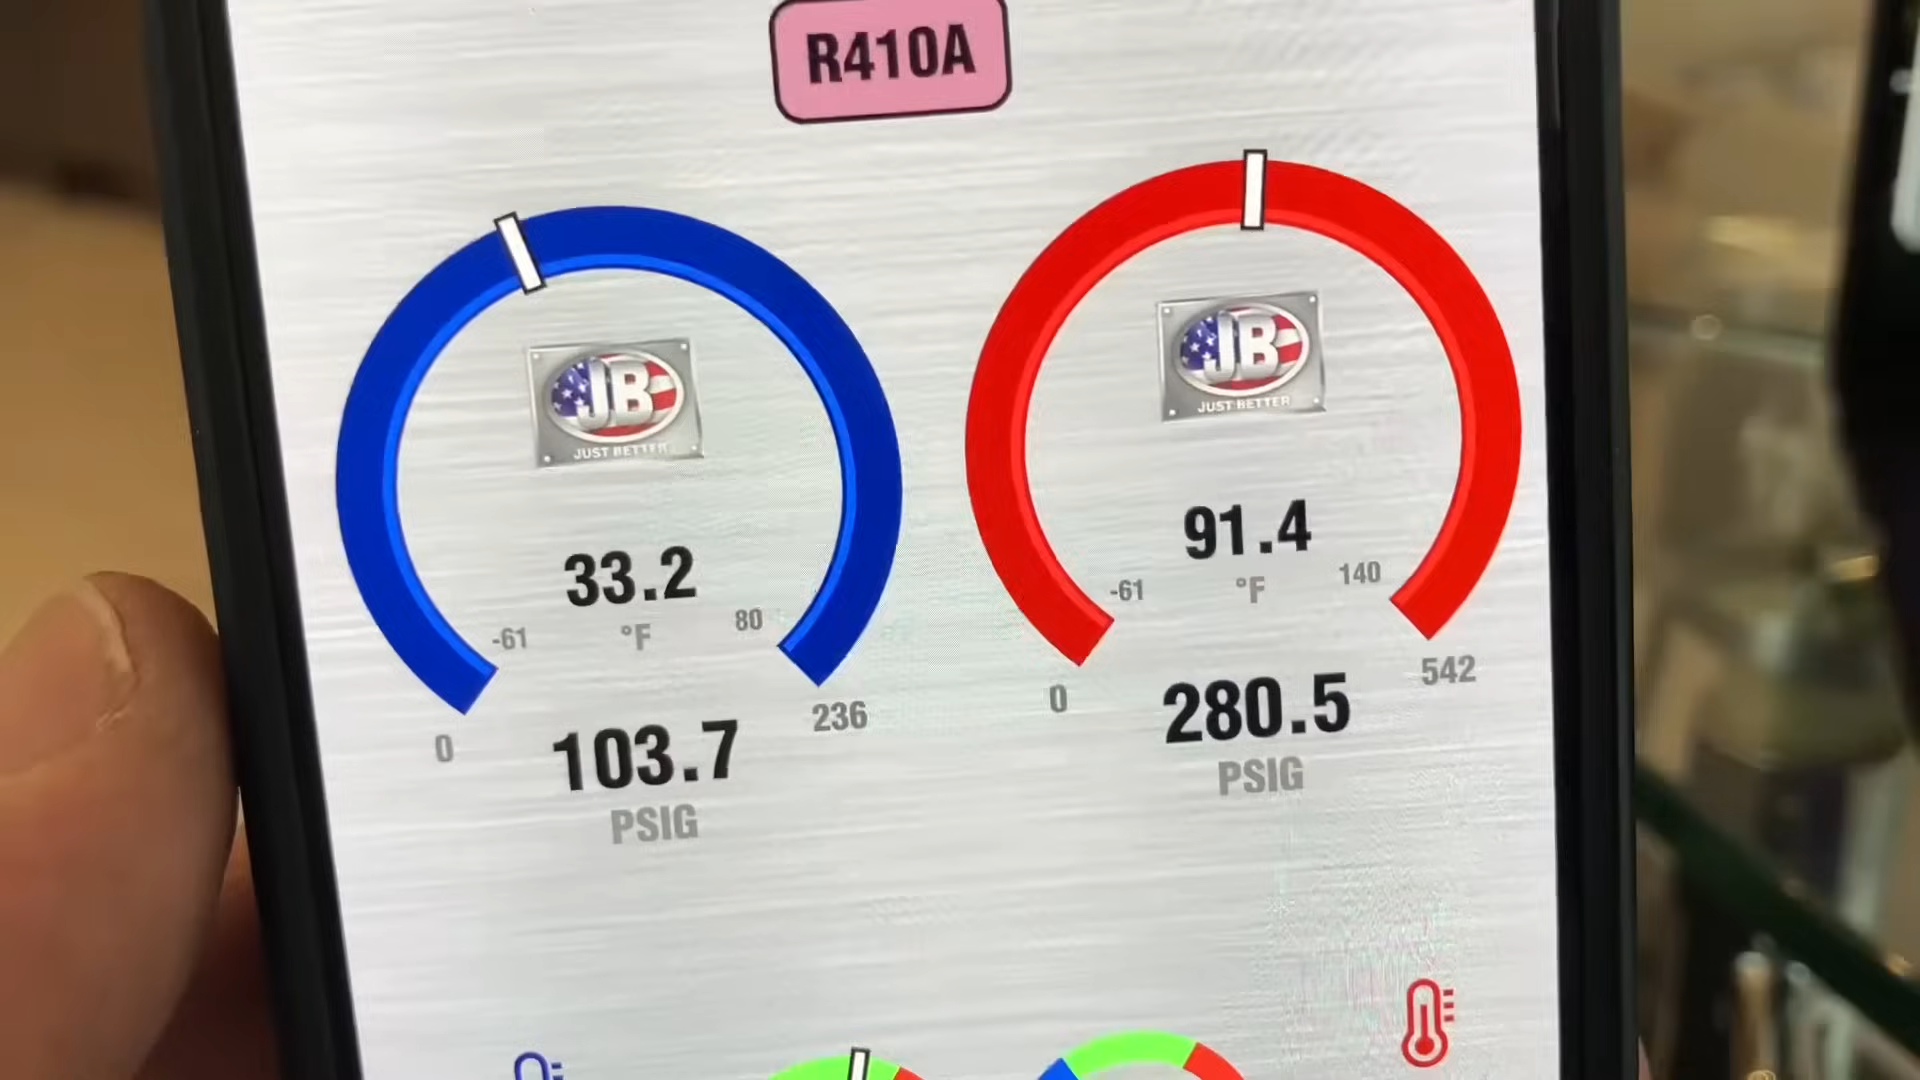 R410A
JB
JUST BETTER
33.2
-61 °F 80
0 236
103.7
PSIG
JB
JUST BETTER
91.4
-61 °F 140
0 542
280.5
PSIG